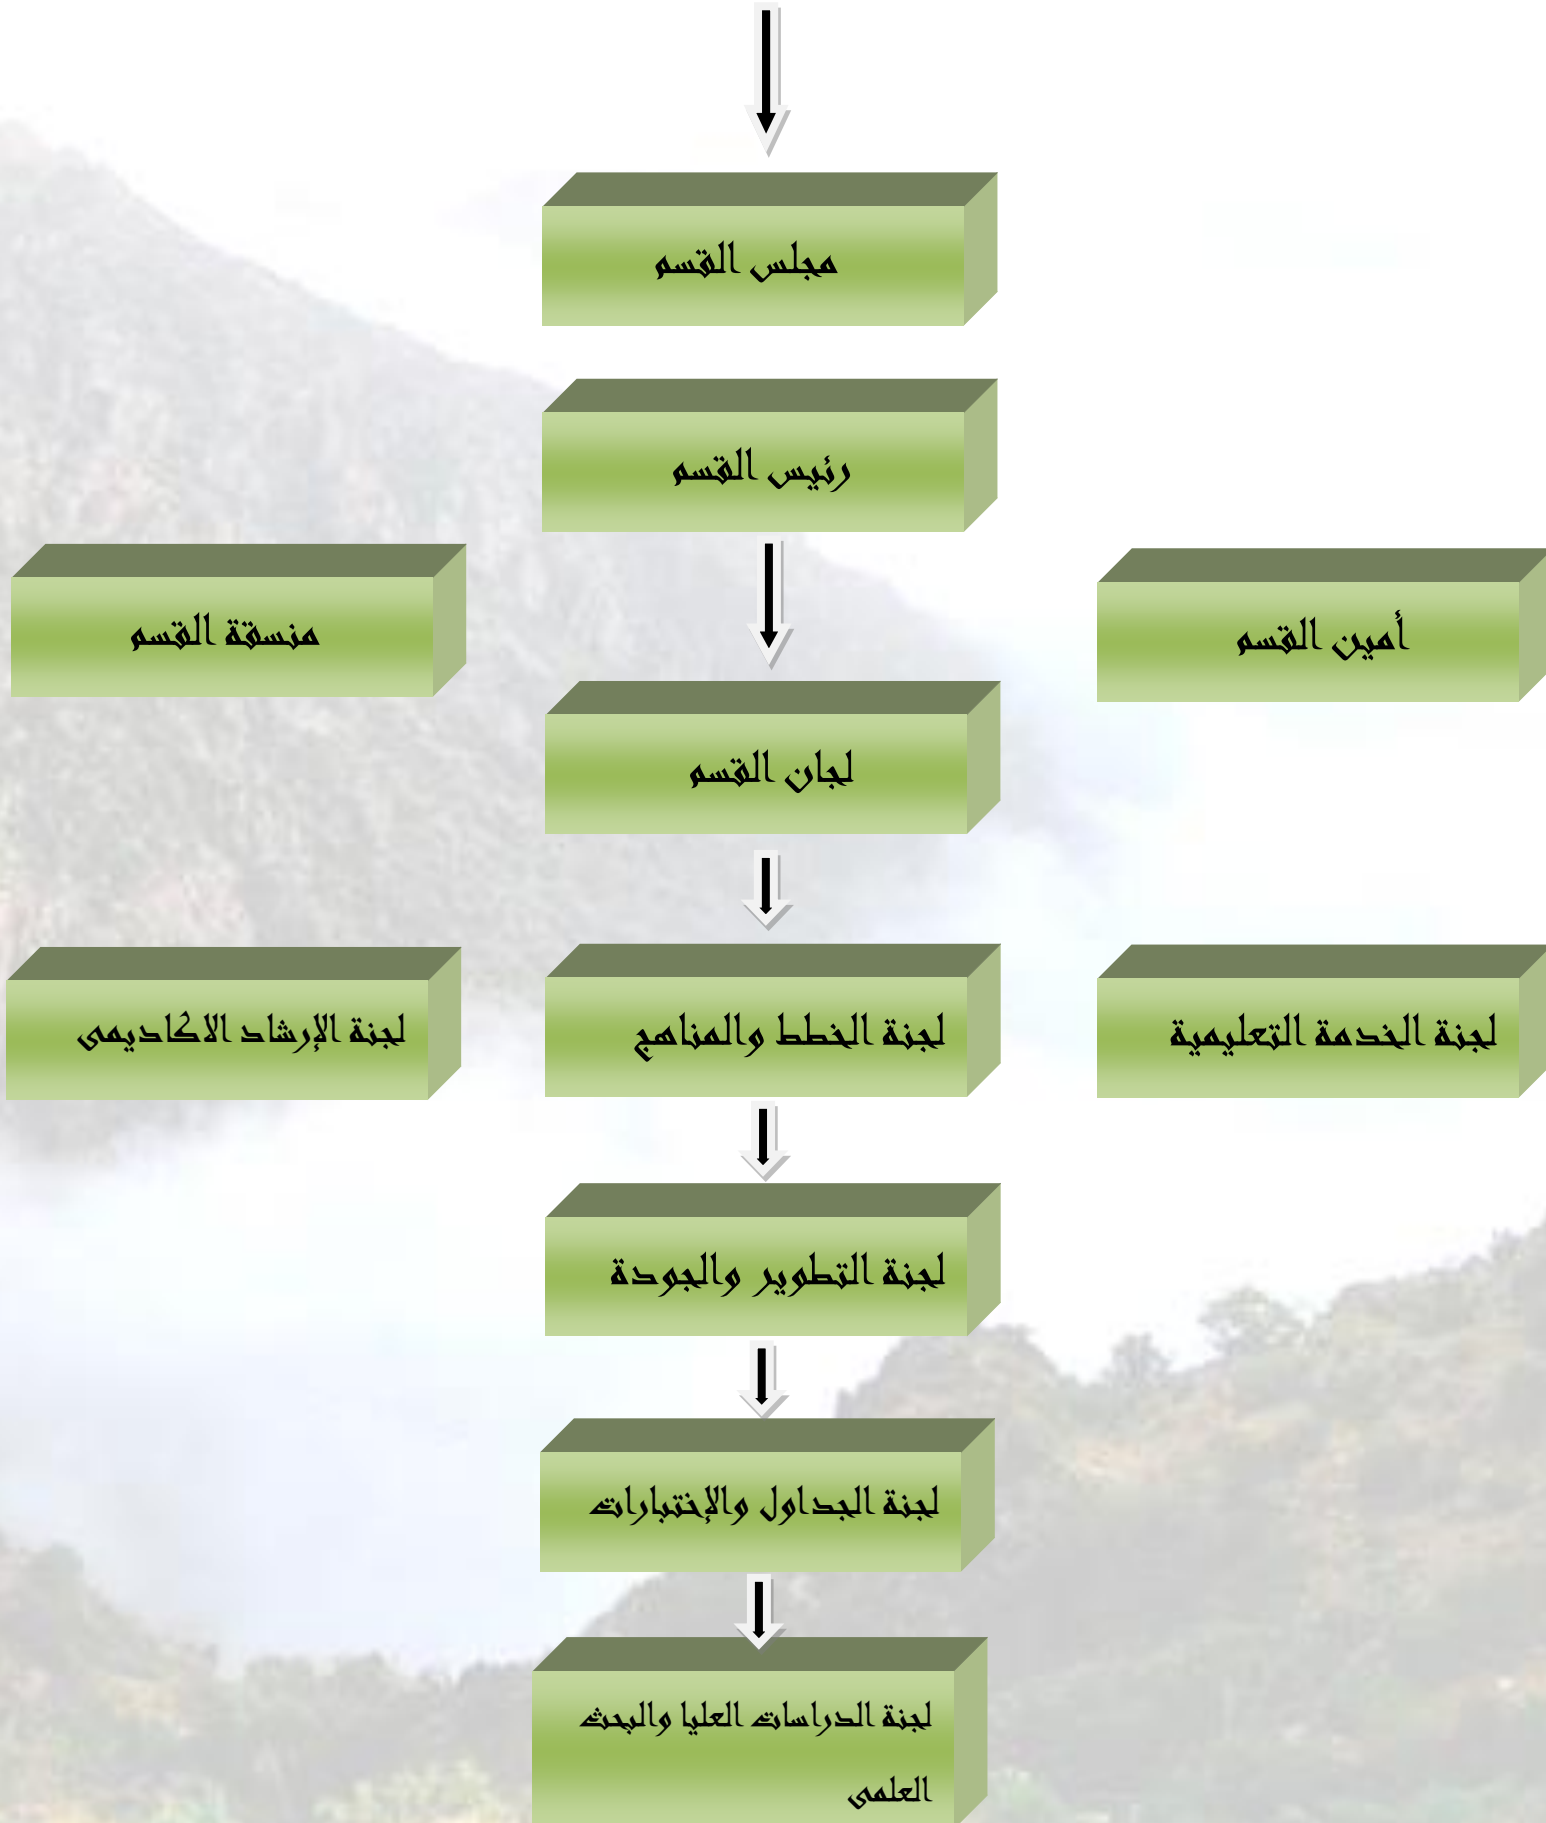 مجلس القسم
رئيس القسم
أمين القسم
منسقة القسم
لجان القسم
لجنة الخدمة التعليمية
لجنة الخطط والمناهج
لجنة الإرشاد الاكاديمى
لجنة التطوير والجودة
لجنة الجداول والإختبارات
لجنة الدراسات العليا والبحث
العلمى